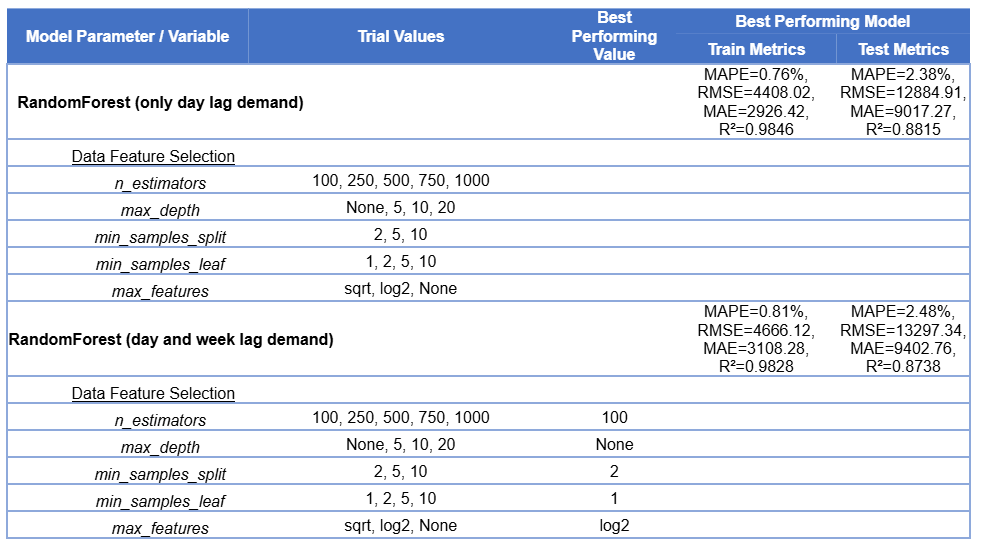 Model Parameter / Variable Trial Values Best Performing Value Best Performing Model
Train Metrics Test Metrics
RandomForest (only day lag demand) MAPE=0.76%, MAPE=2.38%,
RMSE=4408.02, RMSE=12884.91,
MAE=2926.42, MAE=9017.27,
R²=0.9846 R²=0.8815
Data Feature Selection
n_estimators 100, 250, 500, 750, 1000
max_depth None, 5, 10, 20
min_samples_split 2, 5, 10
min_samples_leaf 1, 2, 5, 10
max_features sqrt, log2, None
RandomForest (day and week lag demand) MAPE=0.81%, MAPE=2.48%,
RMSE=4666.12, RMSE=13297.34,
MAE=3108.28, MAE=9402.76,
R²=0.9828 R²=0.8738
Data Feature Selection
n_estimators 100, 250, 500, 750, 1000 100
max_depth None, 5, 10, 20 None
min_samples_split 2, 5, 10 2
min_samples_leaf 1, 2, 5, 10 1
max_features sqrt, log2, None log2